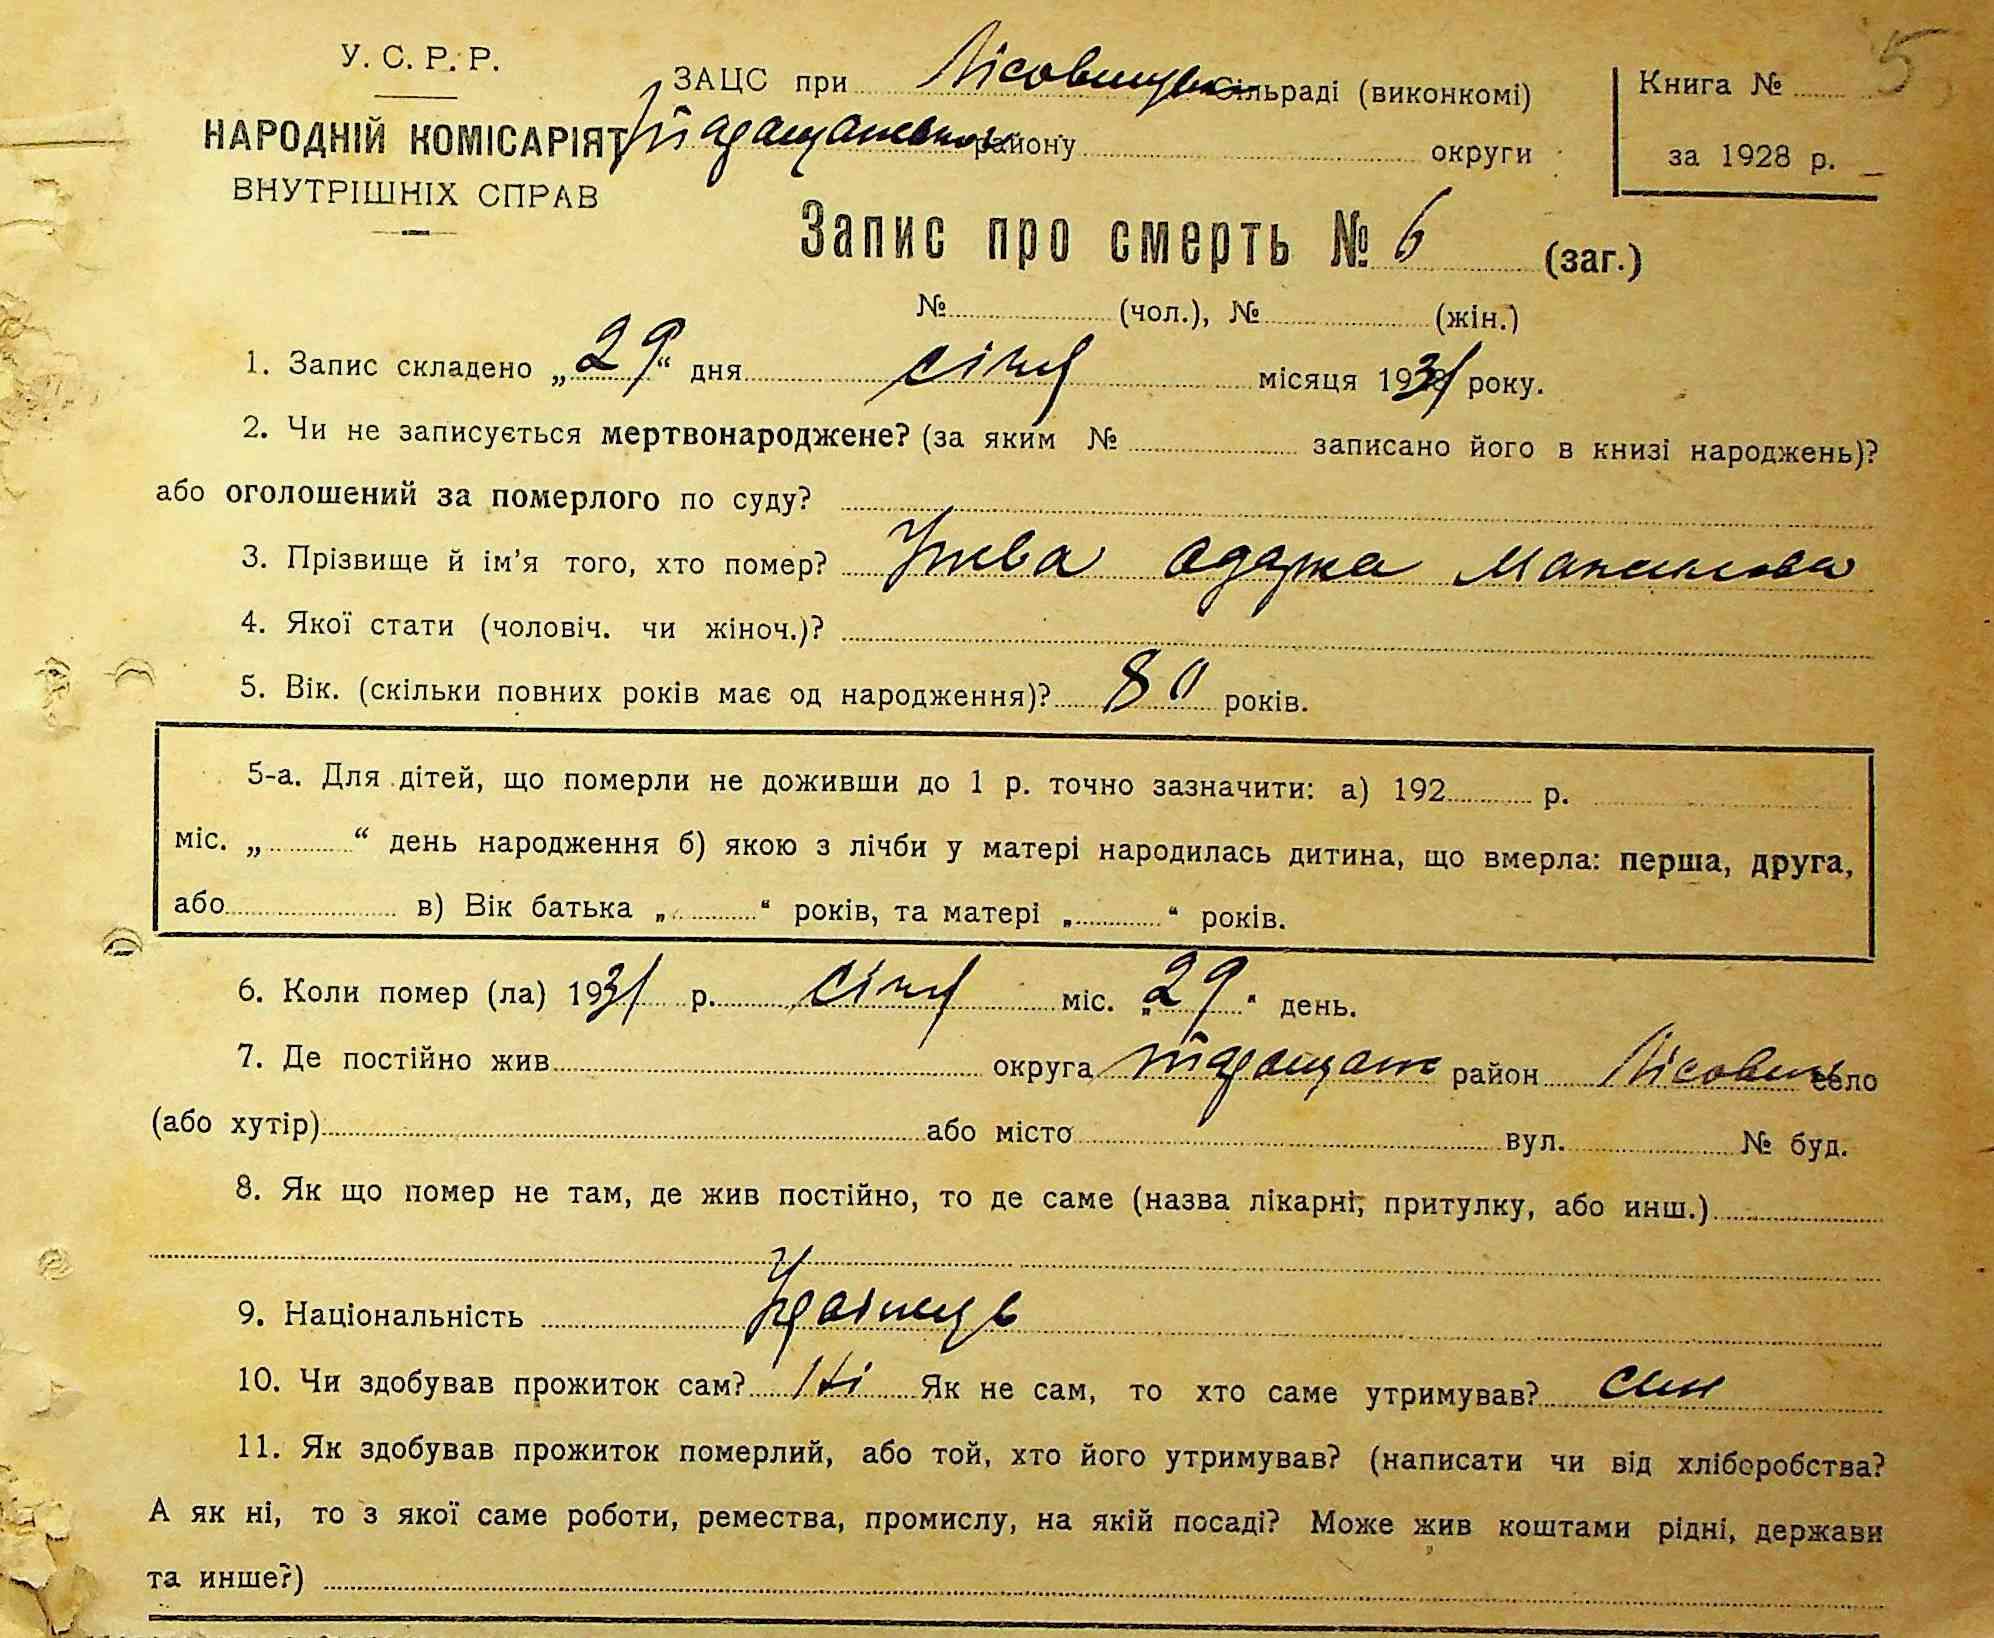 У. С. Р. Р.
НАРОДНІЙ КОМІСАРІЯТ
ВНУТРІШНІХ СПРАВ
ЗАЦС при Лісовицьк Сільраді (виконкомі)
Таращанськ району округи
Книга № 5
за 1928 р.
Запис про смерть № 6 (заг.)
№ (чол.), № (жін.)
1. Запис складено „29“ дня січня місяця 1931 року.
2. Чи не записується мертвонароджене? (за яким № записано його в книзі народжень)?
або оголошений за померлого по суду?
3. Прізвище й ім'я того, хто помер? Одарка
4. Якої стати (чоловіч. чи жіноч.)?
5. Вік. (скільки повних років має од народження)? 80 років.
5-а. Для дітей, що померли не доживши до 1 р. точно зазначити: а) 192 р.
міс. „ “ день народження б) якою з лічби у матері народилась дитина, що вмерла: перша, друга,
або в) Вік батька „ “ років, та матері „ “ років.
6. Коли помер (ла) 1931 р. січня міс. „29“ день.
7. Де постійно жив округа Таращан район Лісович село
(або хутір) або місто вул. № буд.
8. Як що помер не там, де жив постійно, то де саме (назва лікарні, притулку, або инш.)
9. Національність Украінець
10. Чи здобував прожиток сам? Ні Як не сам, то хто саме утримував? син
11. Як здобував прожиток померлий, або той, хто його утримував? (написати чи від хліборобства?
А як ні, то з якої саме роботи, ремества, промислу, на якій посаді? Може жив коштами рідні, держави
та инше?)